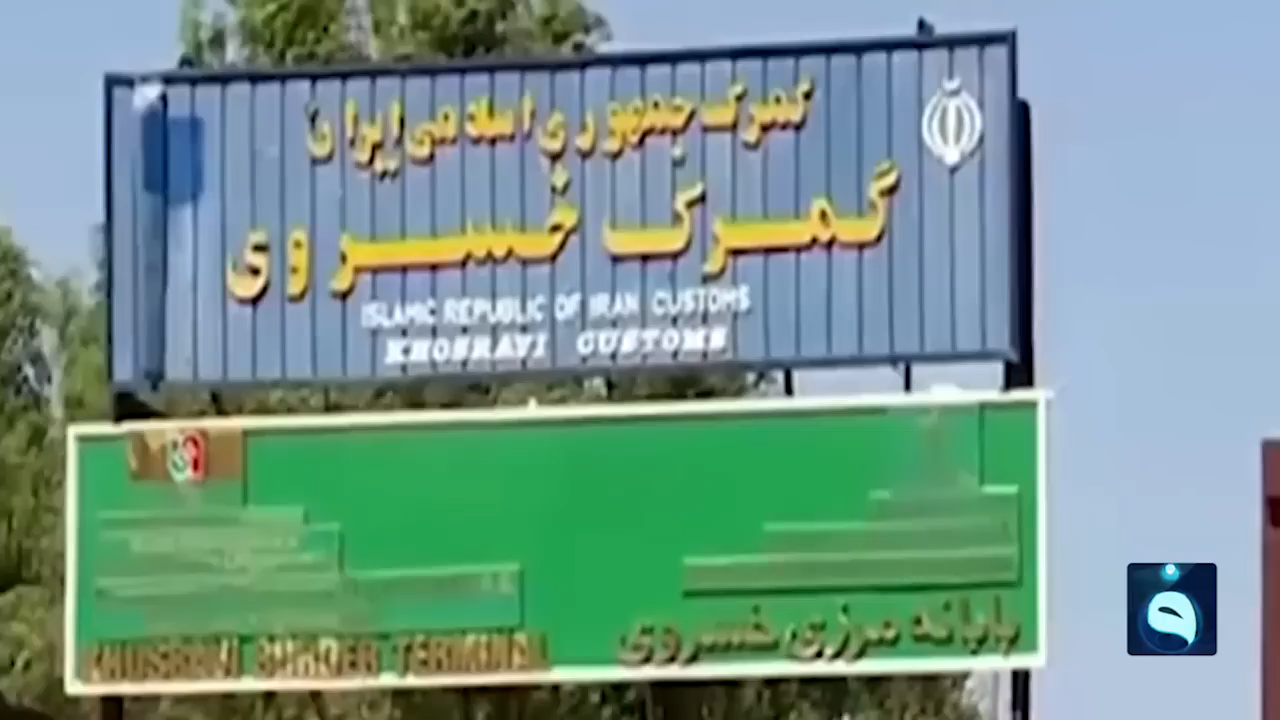 گمرک جمهوری اسلامی ایران
گمرک خسروی
ISLAMIC REPUBLIC OF IRAN CUSTOMS
KHOSRAVI CUSTOMS
KHOSRAVI BORDER TERMINAL
پایانه مرزی خسروی